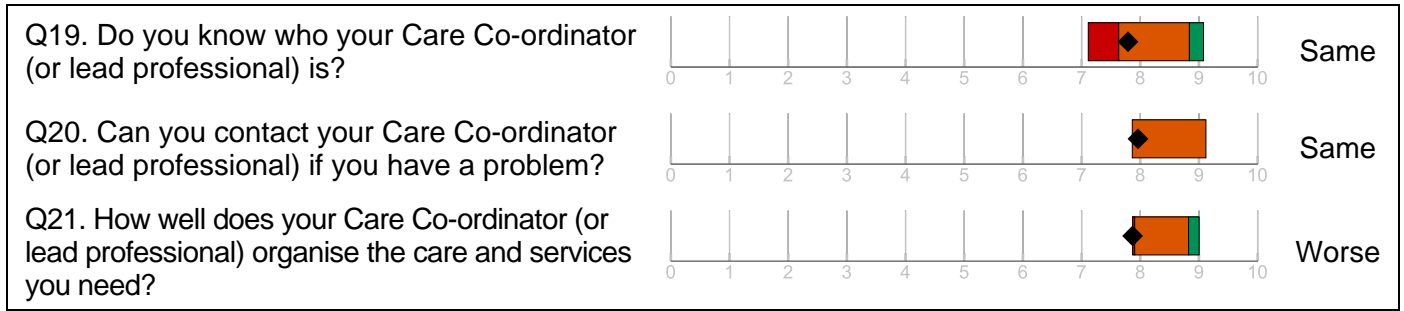 Q19. Do you know who your Care Co-ordinator
(or lead professional) is?
Same
0 1 2 3 4 5 6 7 8 9 10
Q20. Can you contact your Care Co-ordinator
(or lead professional) if you have a problem?
Same
0 1 2 3 4 5 6 7 8 9 10
Q21. How well does your Care Co-ordinator (or
lead professional) organise the care and services
you need?
Worse
0 1 2 3 4 5 6 7 8 9 10